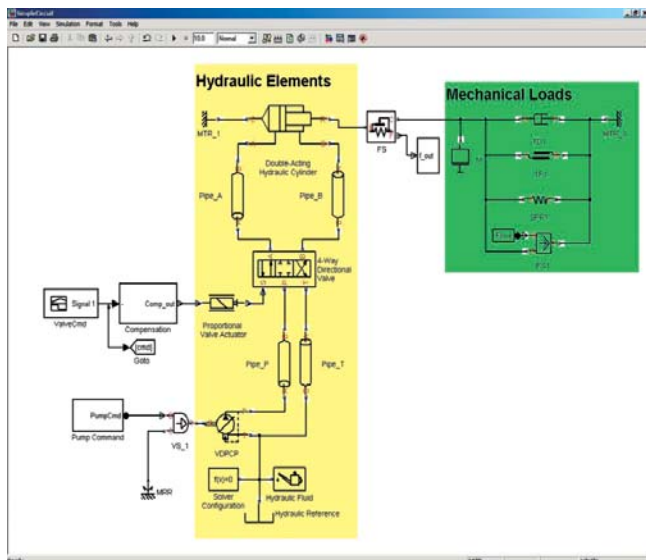 SimpleCircuit
File Edit View Simulation Format Tools Help
10.0 Normal
Hydraulic Elements
Mechanical Loads
MTR_1
Double-Acting
Hydraulic Cylinder
FS
f_out
M
Pipe_A
Pipe_B
4-Way
Directional
Valve
A B
S P T
Signal 1
ValveCmd
Comp_out
Compensation
Proportional
Valve Actuator
[cmd]
Goto
Pipe_P
Pipe_T
PumpCmd
Pump Command
VS_1
VDPCP
MRR
f(x)=0
Solver
Configuration
Hydraulic Fluid
Hydraulic Reference